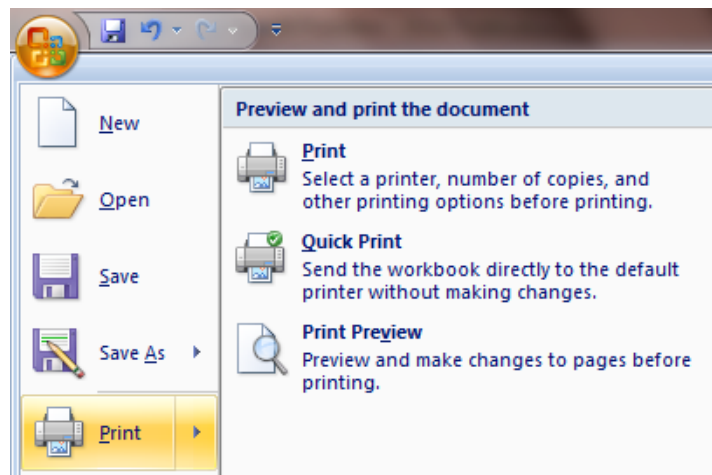 New
Open
Save
Save As
Print
Preview and print the document
Print
Select a printer, number of copies, and
other printing options before printing.
Quick Print
Send the workbook directly to the default
printer without making changes.
Print Preview
Preview and make changes to pages before
printing.